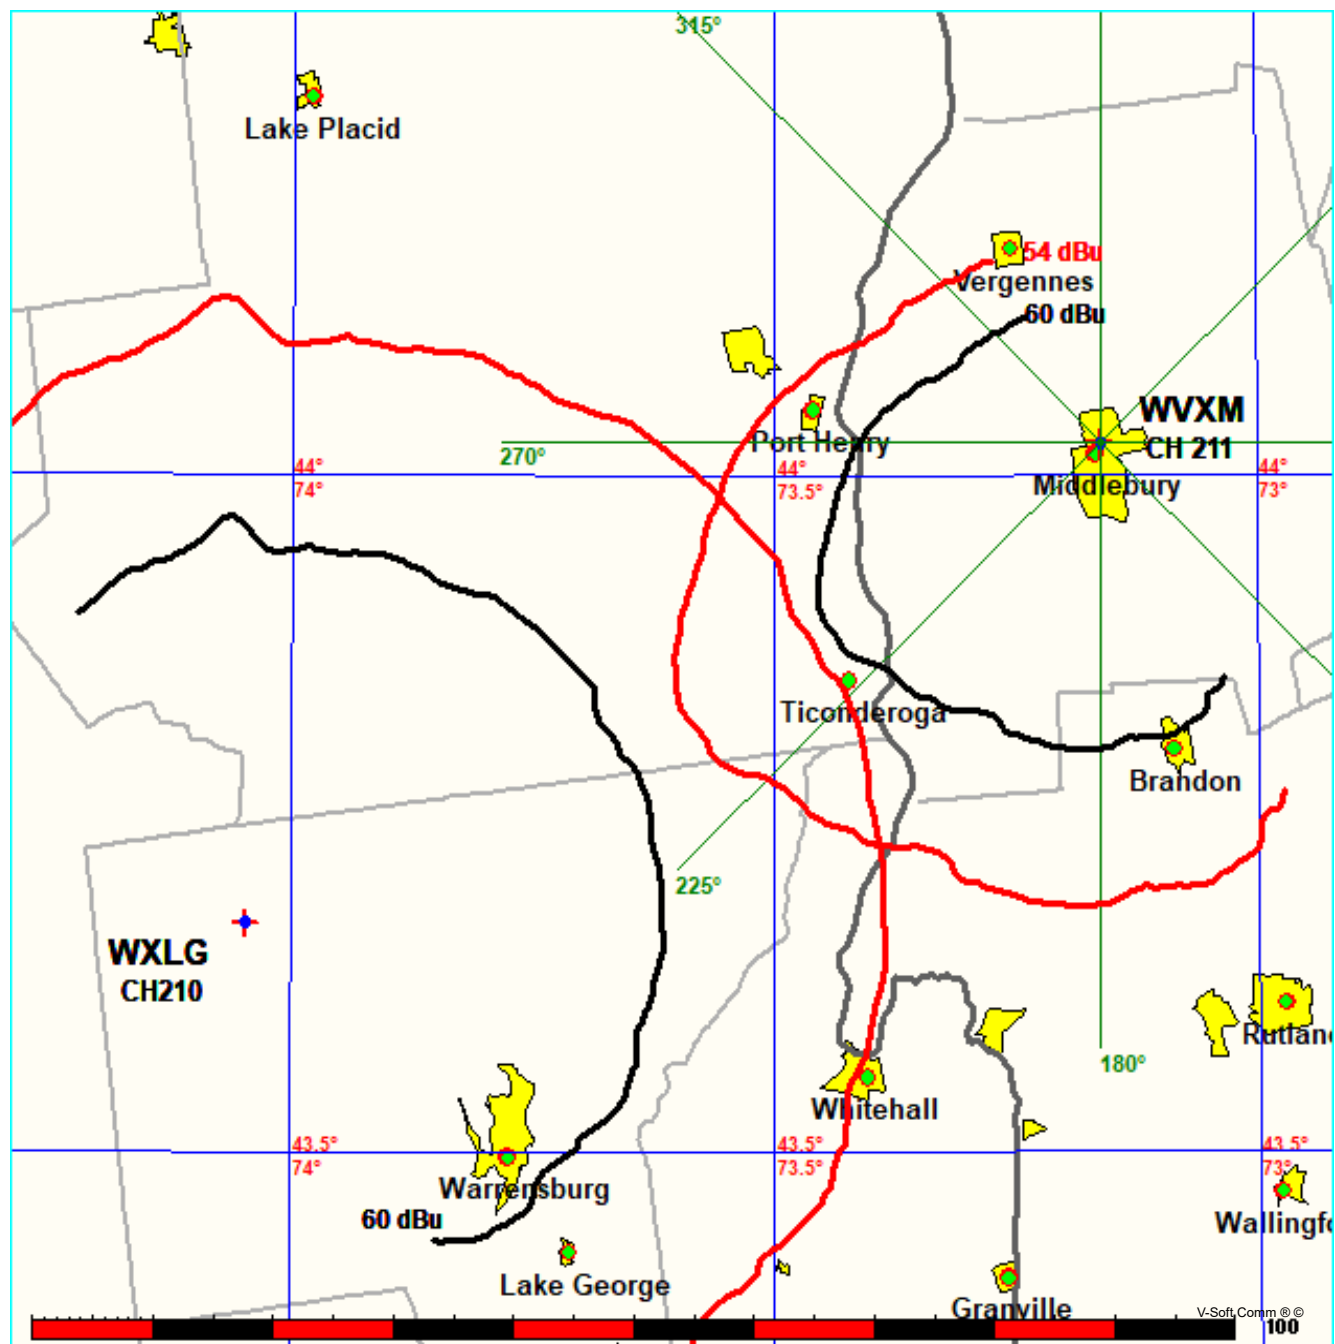 315°
Lake Placid
54 dBu
Vergennes
60 dBu
WVXM
CH 211
Port Henry
270°
44°
74°
44°
73.5°
44°
73°
Middlebury
Ticonderoga
Brandon
225°
WXLG
CH210
Rutlan
180°
Whitehall
43.5°
74°
43.5°
73.5°
43.5°
73°
Warrensburg
60 dBu
Wallingf
Lake George
Granville
V-Soft Comm ® ©
100